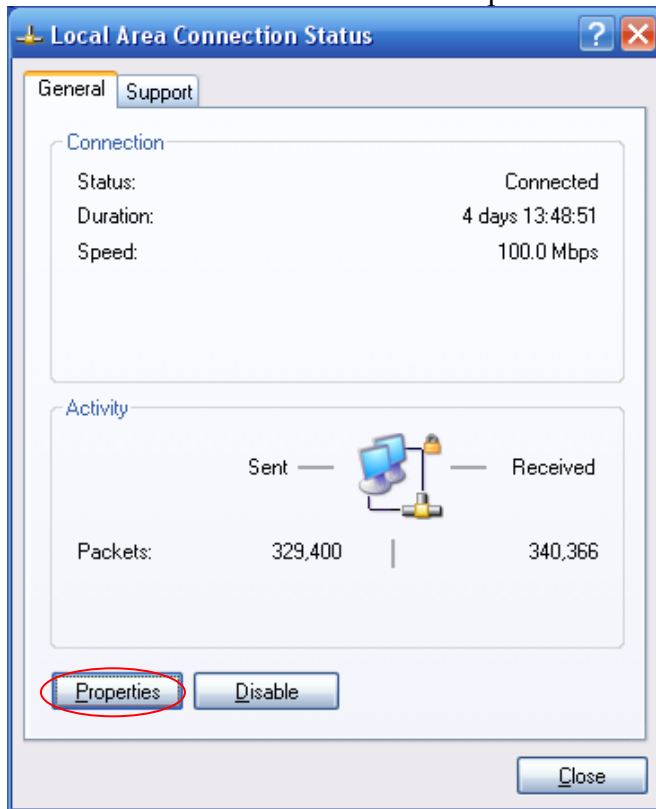 Local Area Connection Status
General Support
Connection
Status: Connected
Duration: 4 days 13:48:51
Speed: 100.0 Mbps
Activity
Sent Received
Packets: 329,400 340,366
Properties Disable
Close